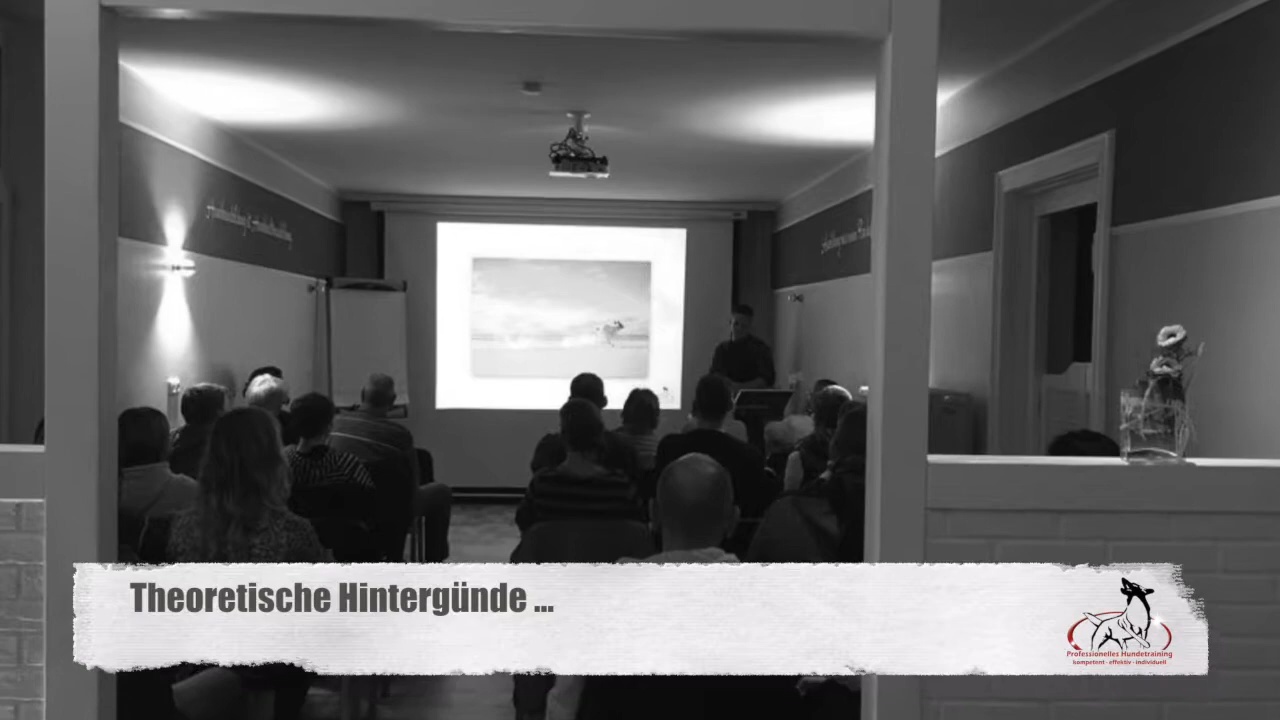 Theoretische Hintergünde ...
Professionelles Hundetraining
kompetent - effektiv - individuell